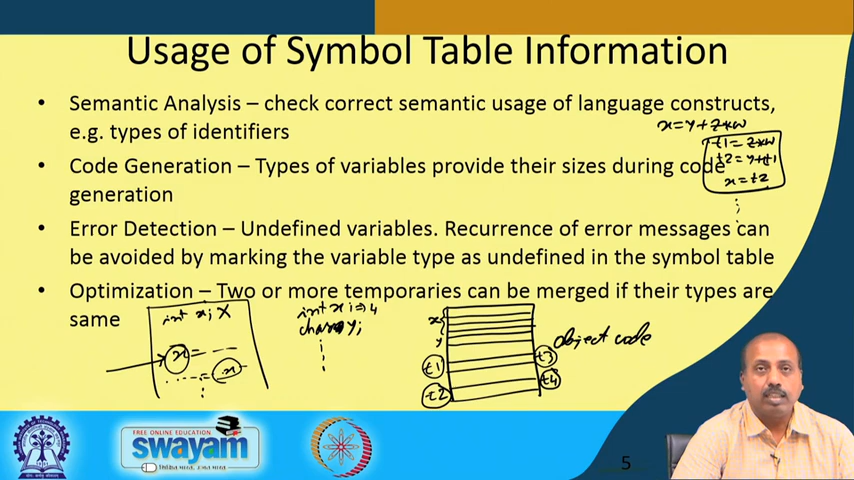 Usage of Symbol Table Information
• Semantic Analysis – check correct semantic usage of language constructs,
e.g. types of identifiers
x=y+z*w
t1=z*w
t2=y+t1
x=t2
• Code Generation – Types of variables provide their sizes during code
generation
• Error Detection – Undefined variables. Recurrence of error messages can
be avoided by marking the variable type as undefined in the symbol table
• Optimization – Two or more temporaries can be merged if their types are
same
int x; X
x = —
= x
int x
char y;
x
y
t1
t2
t3
t4
object code
FREE ONLINE EDUCATION
swayam
5